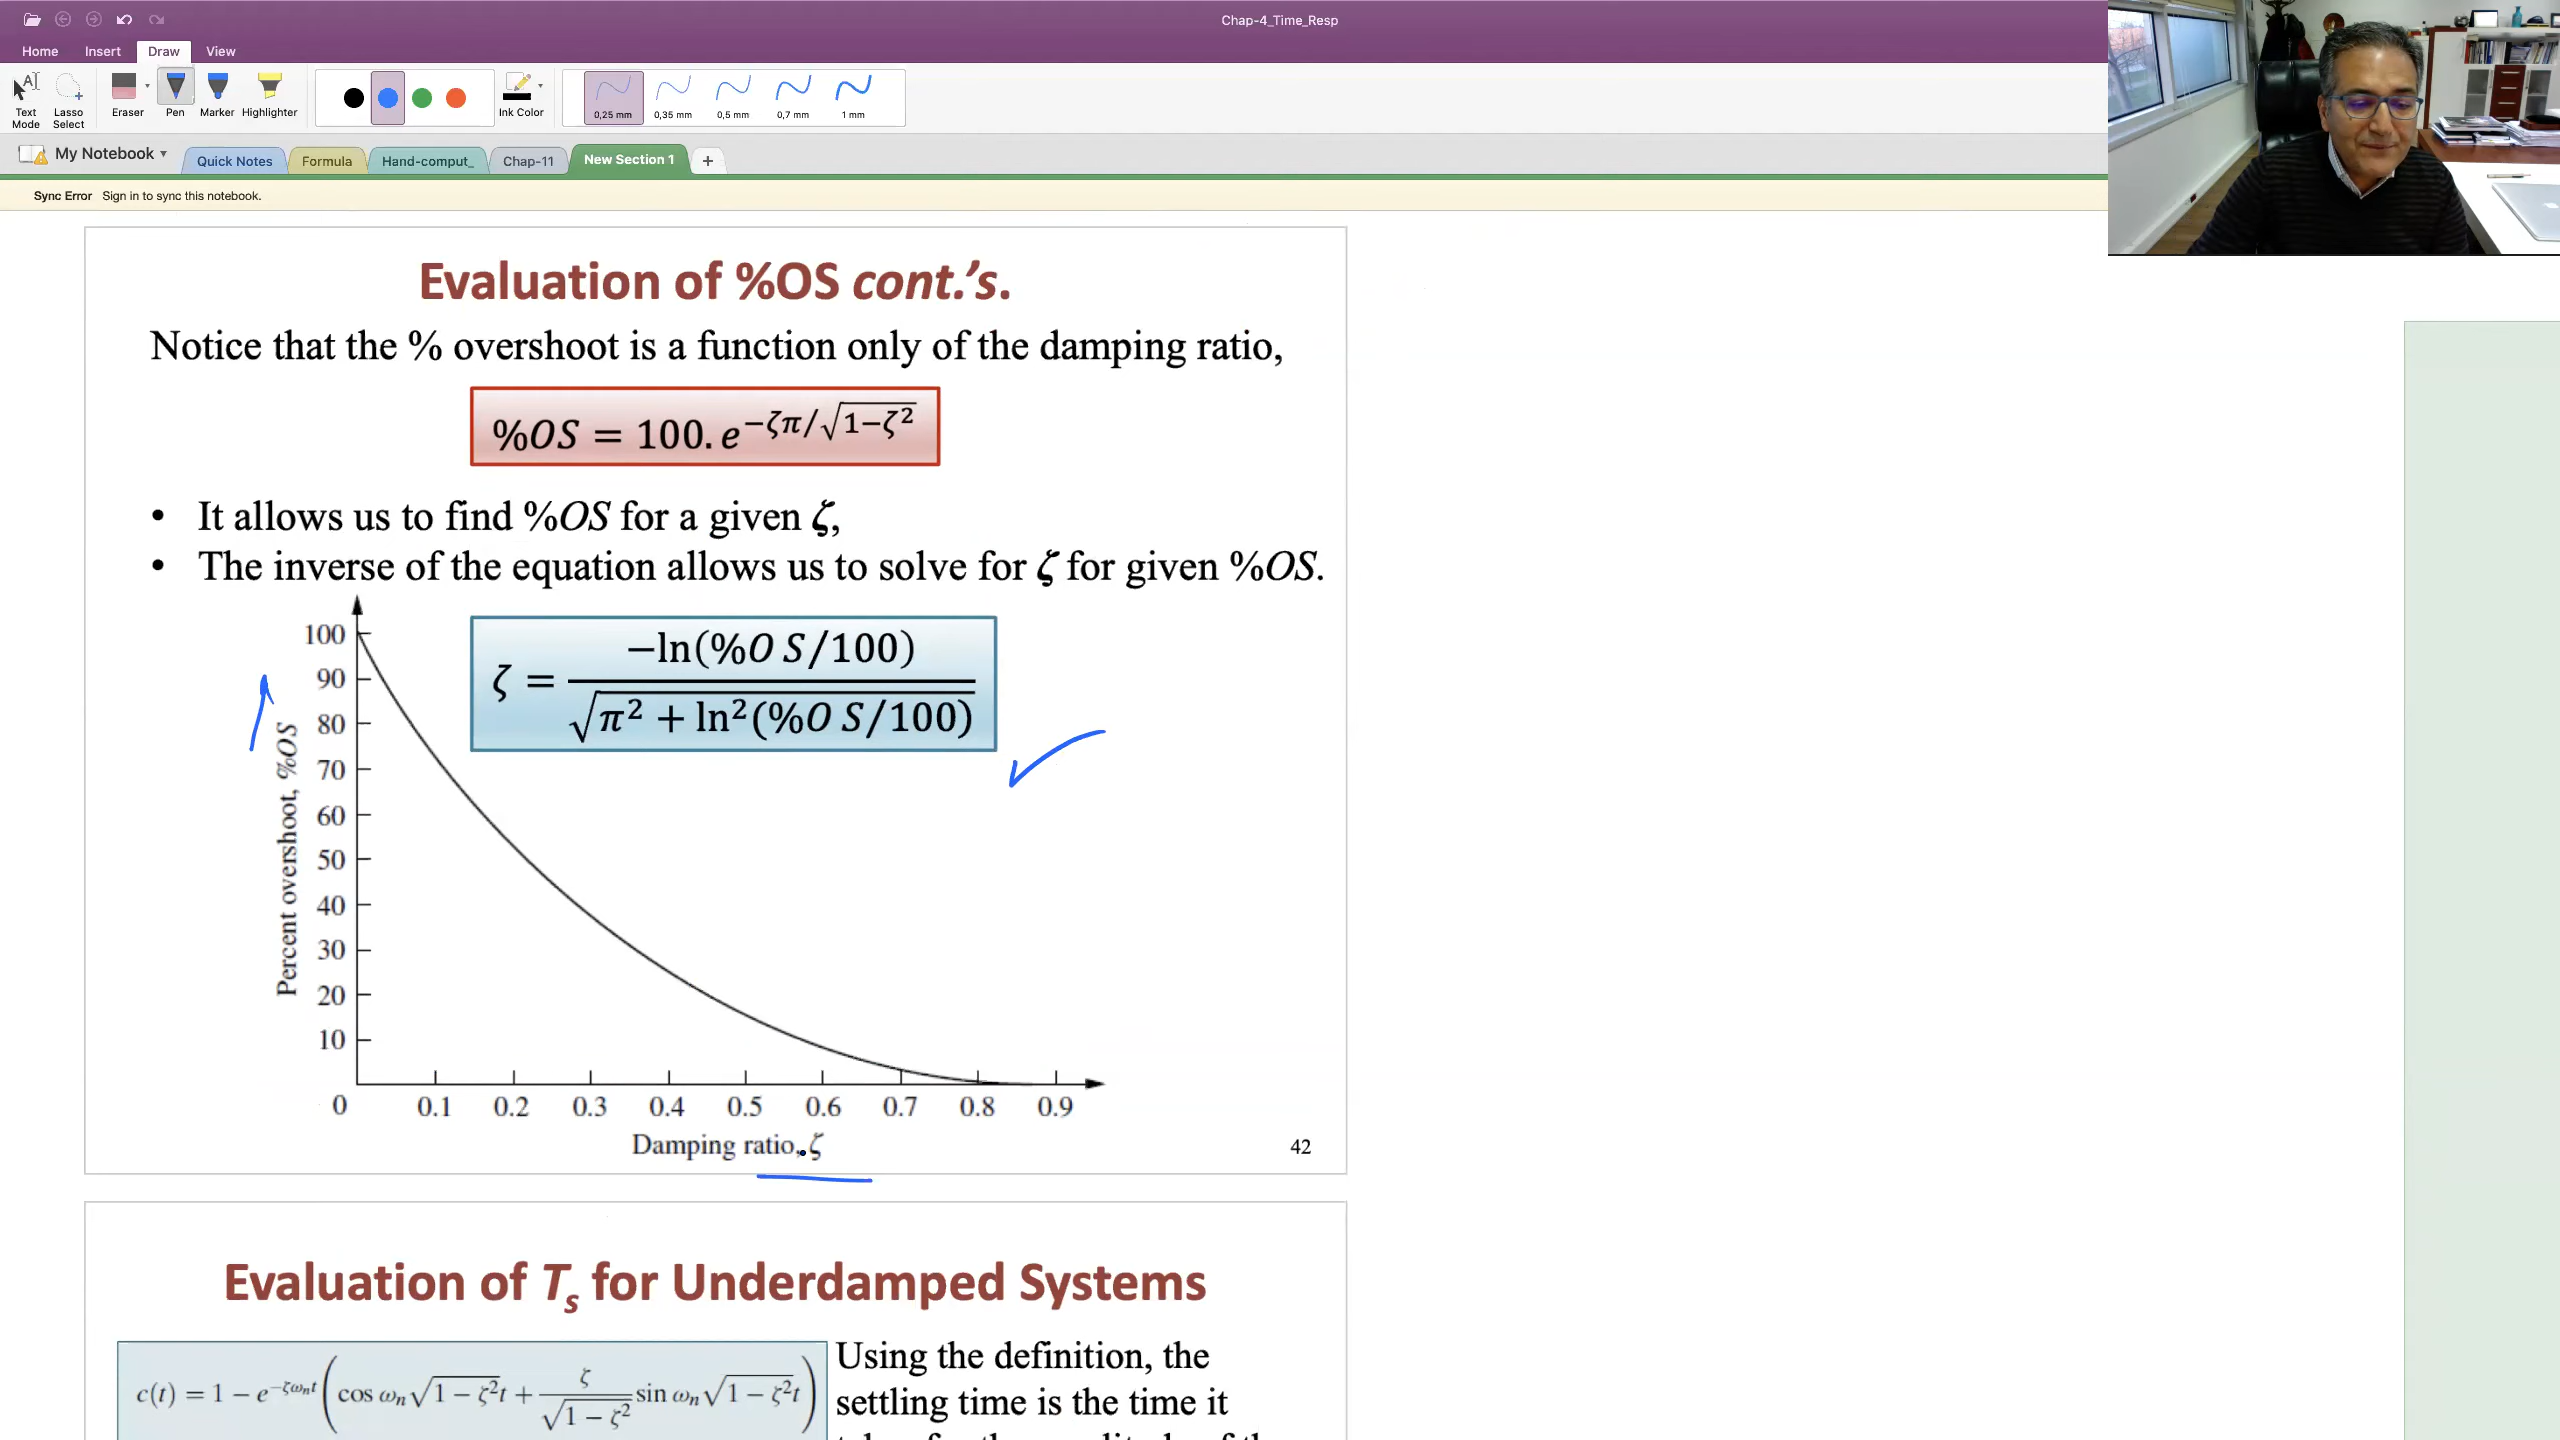 Chap-4_Time_Resp
Home Insert Draw View
Text Mode
Lasso Select
Eraser
Pen
Marker
Highlighter
Ink Color
0,25 mm
0,35 mm
0,5 mm
0,7 mm
1 mm
My Notebook
Quick Notes
Formula
Hand-comput_
Chap-11
New Section 1
+
Sync Error Sign in to sync this notebook.
Evaluation of %OS cont.'s.
Notice that the % overshoot is a function only of the damping ratio,
%OS = 100. e^{−ζπ/√(1−ζ²)}
• It allows us to find %OS for a given ζ,
• The inverse of the equation allows us to solve for ζ for given %OS.
ζ = −ln(%O S/100) / √(π² + ln²(%O S/100))
Percent overshoot, %OS
100
90
80
70
60
50
40
30
20
10
0 0.1 0.2 0.3 0.4 0.5 0.6 0.7 0.8 0.9
Damping ratio, ζ
42
Evaluation of Tₛ for Underdamped Systems
c(t) = 1 − e^{−ζωₙt}(cos ωₙ√(1 − ζ²)t + ζ/√(1 − ζ²) sin ωₙ√(1 − ζ²)t)
Using the definition, the
settling time is the time it